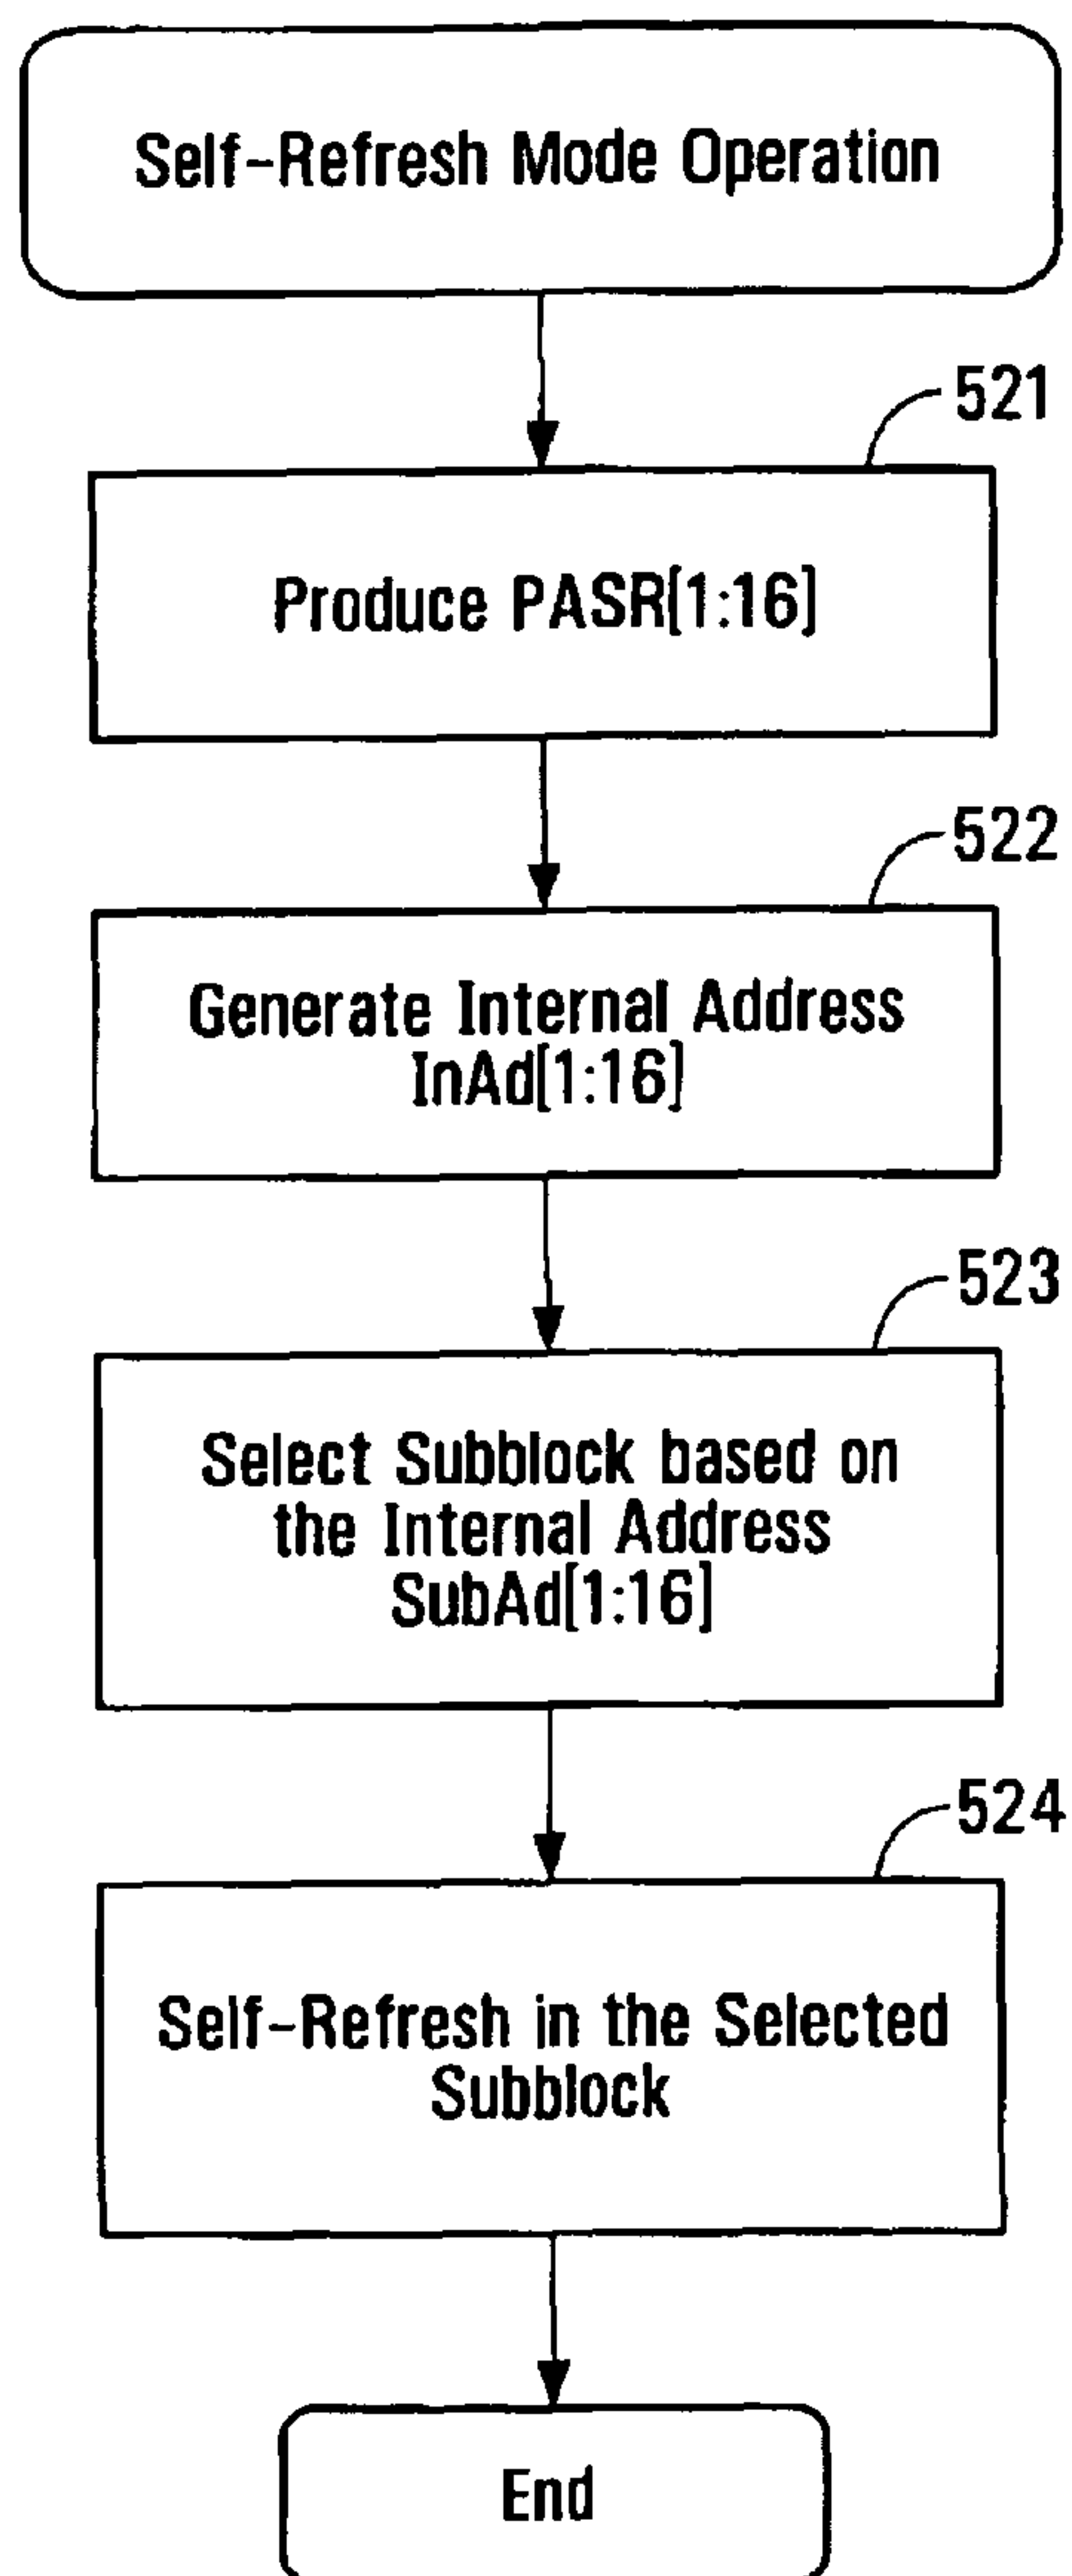 Self-Refresh Mode Operation
521
Produce PASR[1:16]
522
Generate Internal Address
InAd[1:16]
523
Select Subblock based on
the Internal Address
SubAd[1:16]
524
Self-Refresh in the Selected
Subblock
End